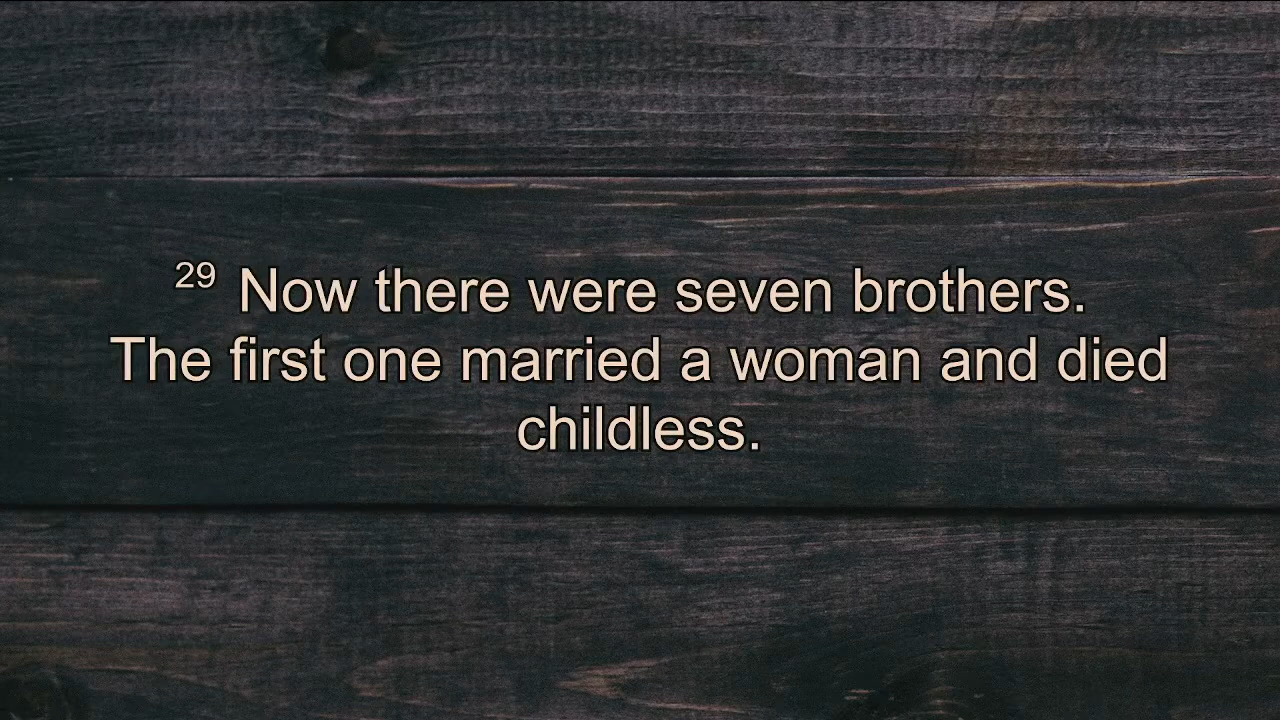 29 Now there were seven brothers.
The first one married a woman and died
childless.